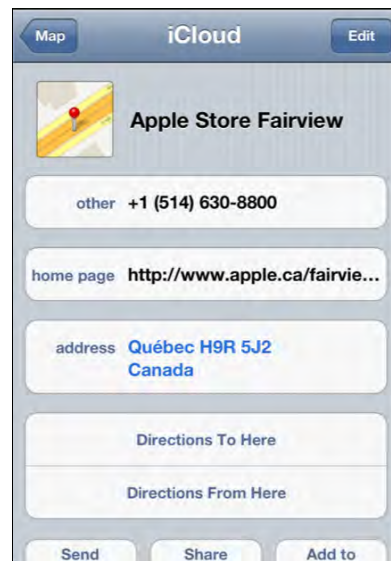 Map iCloud Edit
Apple Store Fairview
other +1 (514) 630-8800
home page http://www.apple.ca/fairvie...
address Québec H9R 5J2
Canada
Directions To Here
Directions From Here
Send Share Add to